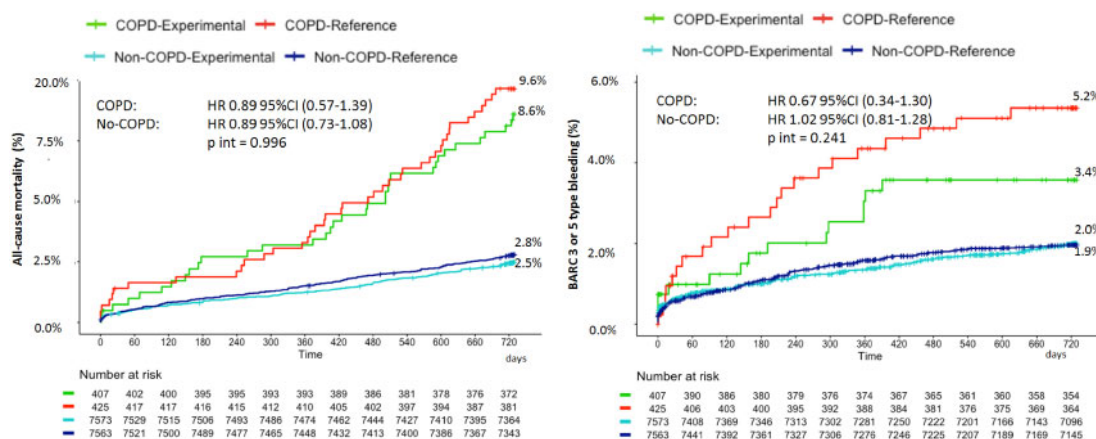 COPD-Experimental COPD-Reference
Non-COPD-Experimental Non-COPD-Reference
20.0%
7.5%
5.0%
2.5%
0.0%
All-cause mortality (%)
COPD: HR 0.89 95%CI (0.57-1.39)
No-COPD: HR 0.89 95%CI (0.73-1.08)
p int = 0.996
9.6%
8.6%
2.8%
2.5%
0 60 120 180 240 300 360 420 480 540 600 660 720
Time
days
Number at risk
407 402 400 395 395 393 393 389 386 381 378 376 372
425 417 417 416 415 412 410 405 402 397 394 387 381
7573 7529 7515 7506 7493 7486 7474 7462 7444 7427 7410 7395 7364
7563 7521 7500 7489 7477 7465 7448 7432 7413 7400 7386 7367 7343
COPD-Experimental COPD-Reference
Non-COPD-Experimental Non-COPD-Reference
6.0%
4.0%
2.0%
0.0%
BARC 3 or 5 type bleeding (%)
COPD: HR 0.67 95%CI (0.34-1.30)
No-COPD: HR 1.02 95%CI (0.81-1.28)
p int = 0.241
5.2%
3.4%
2.0%
1.9%
0 60 120 180 240 300 360 420 480 540 600 660 720
Time
days
Number at risk
407 390 386 380 379 376 374 367 365 361 360 358 354
425 406 403 400 395 392 388 384 381 376 375 369 364
7573 7408 7369 7346 7327 7302 7281 7250 7222 7201 7166 7143 7096
7563 7441 7392 7361 7313 7306 7276 7246 7225 7207 7189 7169 7145